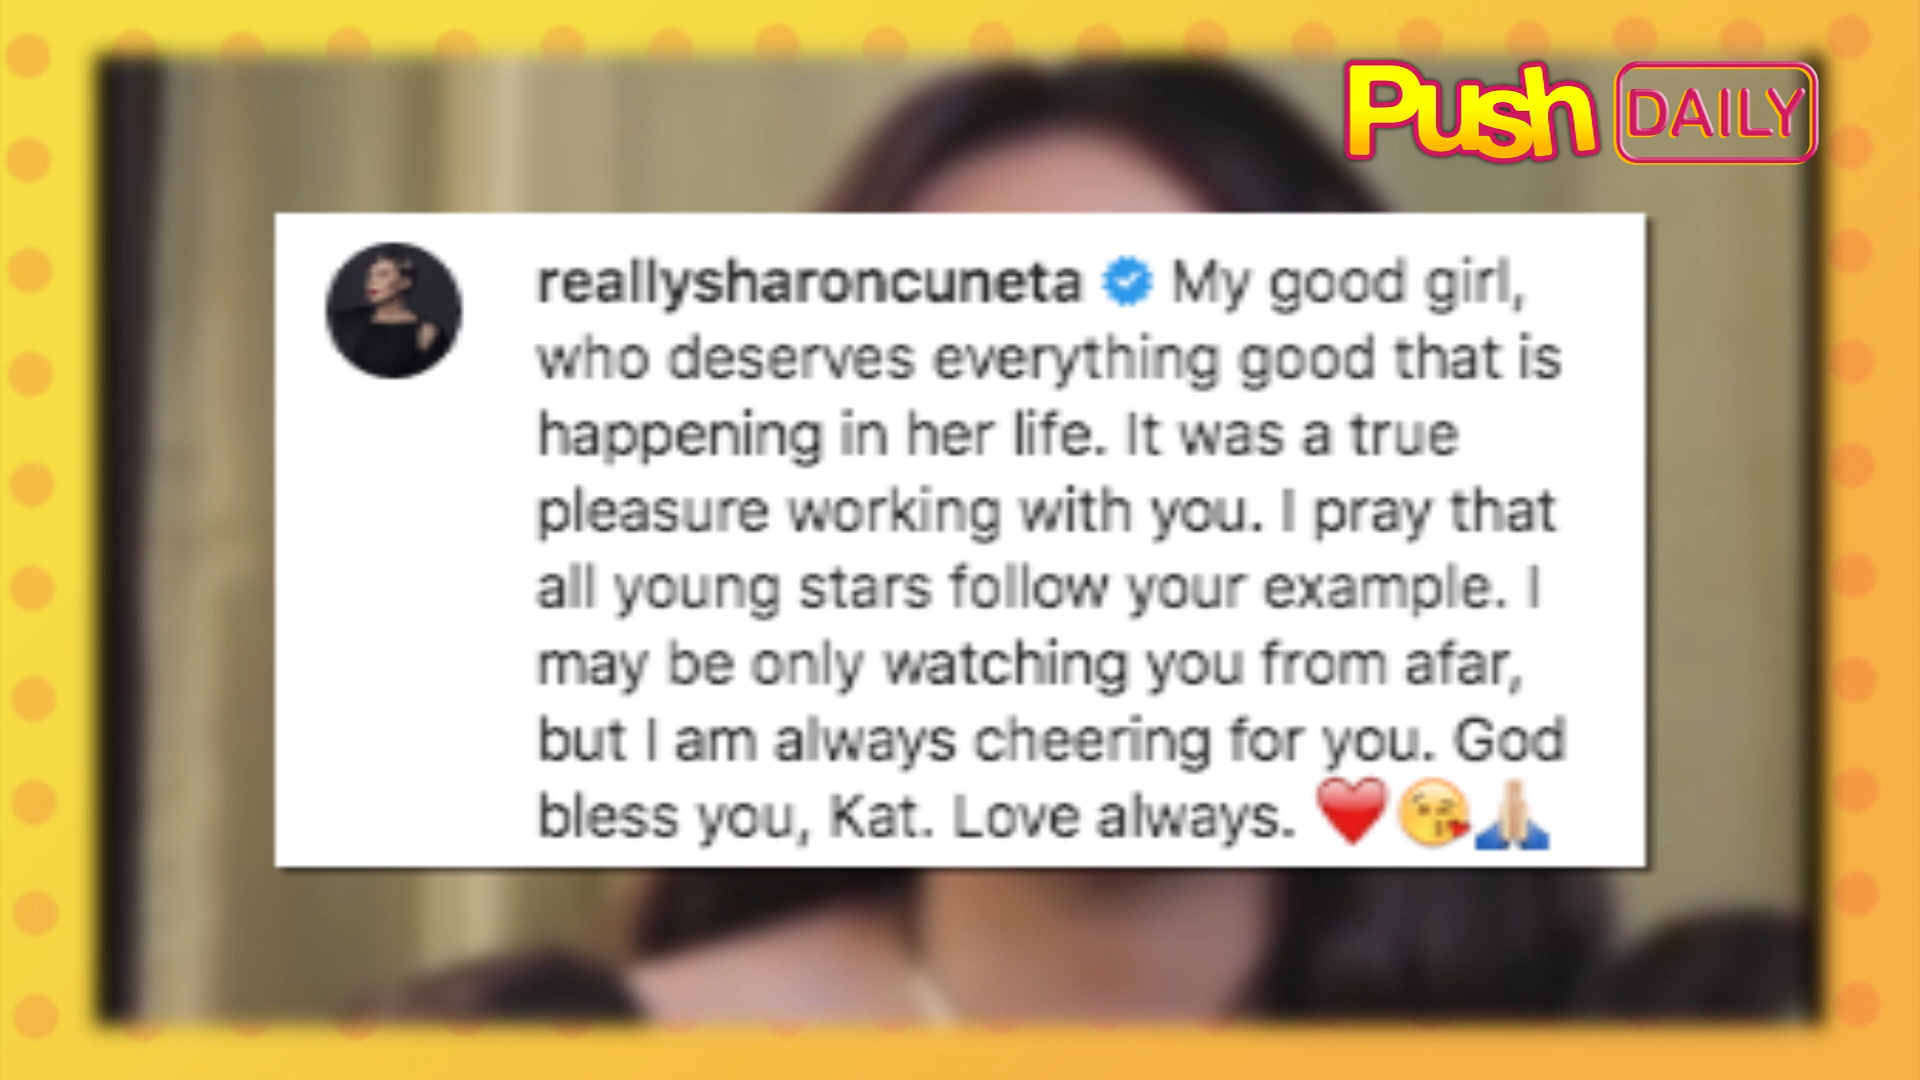 Push DAILY
reallysharoncuneta My good girl,
who deserves everything good that is
happening in her life. It was a true
pleasure working with you. I pray that
all young stars follow your example. I
may be only watching you from afar,
but I am always cheering for you. God
bless you, Kat. Love always. ❤️😘🙏🏼